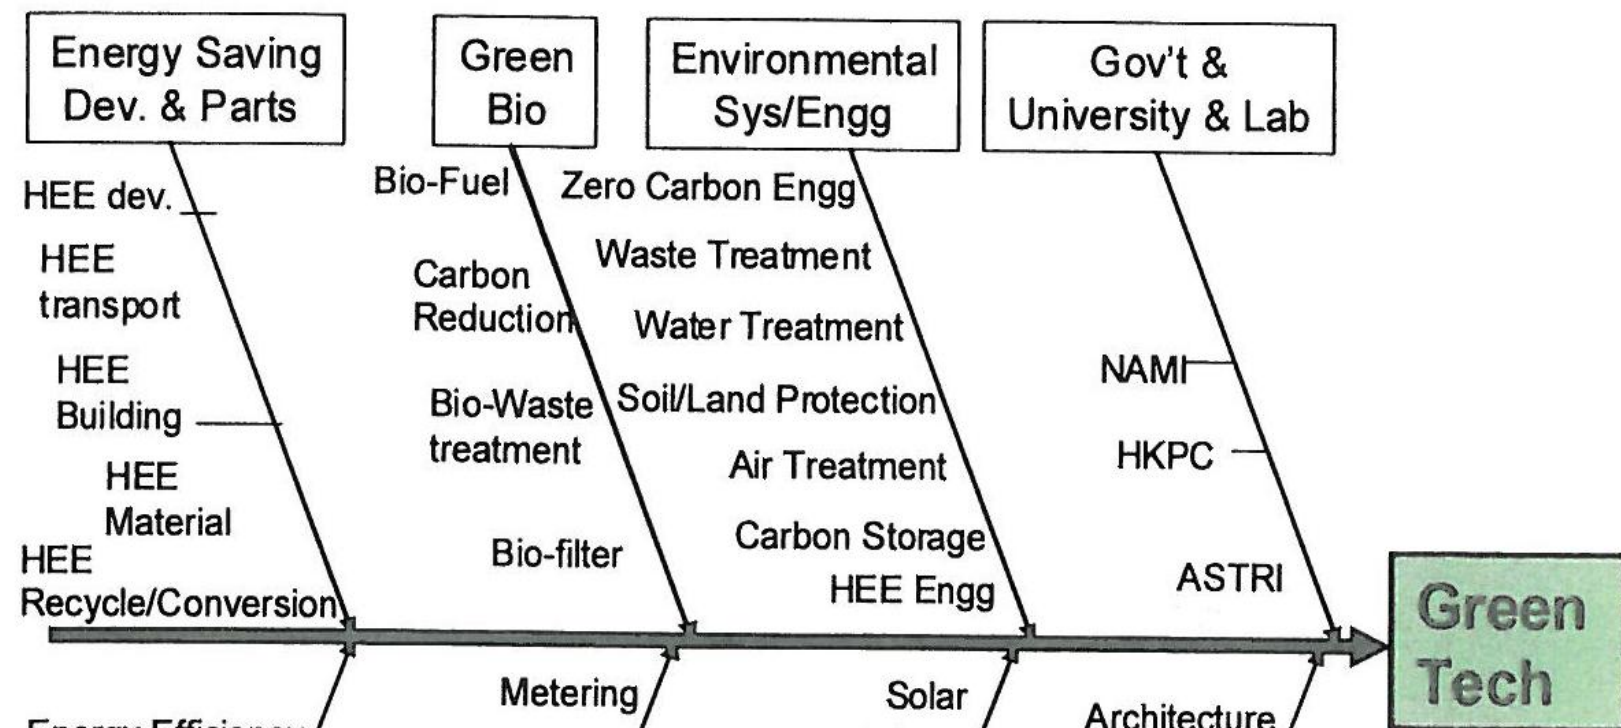 Energy Saving
Dev. & Parts
Green
Bio
Environmental
Sys/Engg
Gov't &
University & Lab
HEE dev.
HEE
transport
HEE
Building
HEE
Material
HEE
Recycle/Conversion
Bio-Fuel
Carbon
Reduction
Bio-Waste
treatment
Bio-filter
Zero Carbon Engg
Waste Treatment
Water Treatment
Soil/Land Protection
Air Treatment
Carbon Storage
HEE Engg
NAMI
HKPC
ASTRI
Green
Tech
Energy Efficiency
Metering
Solar
Architecture